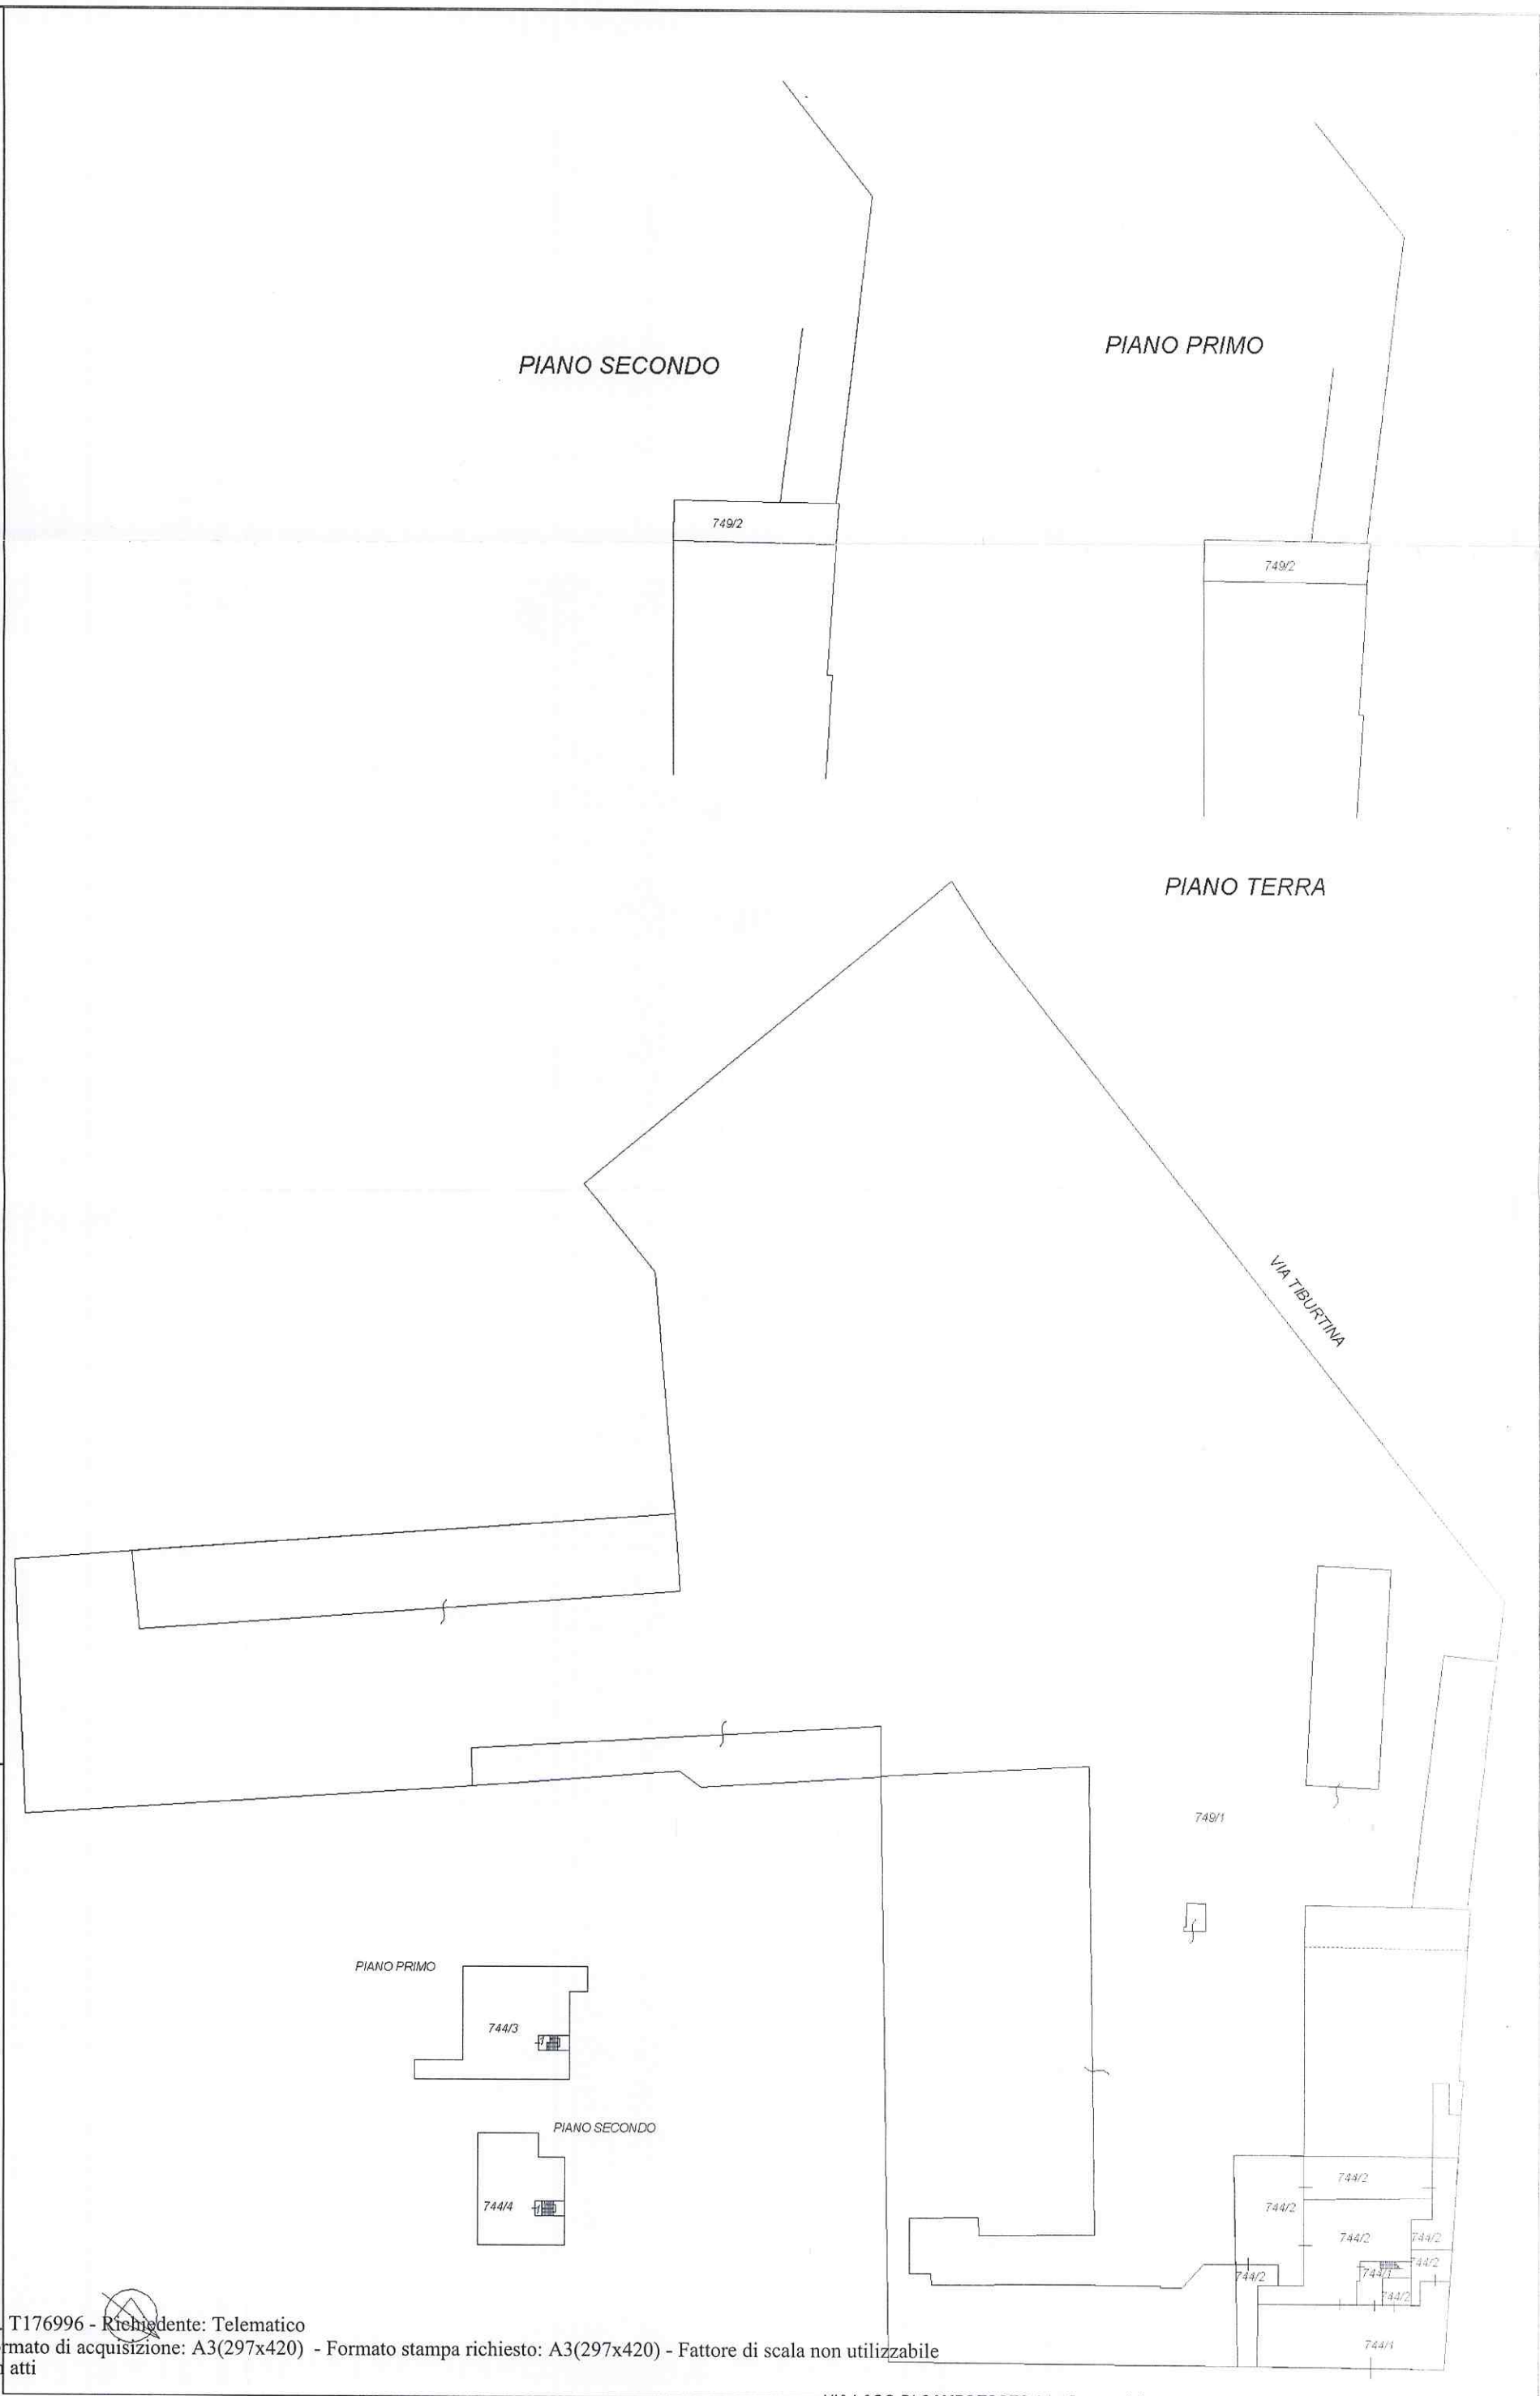 PIANO SECONDO
PIANO PRIMO
749/2
749/2
PIANO TERRA
VIA TIBURTINA
749/1
PIANO PRIMO
744/3
PIANO SECONDO
744/4
744/2
744/2
744/2
744/2
744/2
744/1
744/2
744/2
744/1
T176996 - Richiedente: Telematico
rmato di acquisizione: A3(297x420) - Formato stampa richiesto: A3(297x420) - Fattore di scala non utilizzabile
atti